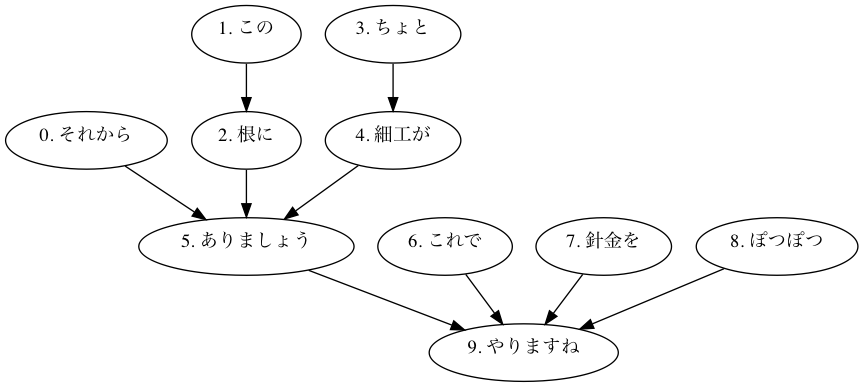 1. この
3. ちょと
0. それから
2. 根に
4. 細工が
5. ありましょう
6. これで
7. 針金を
8. ぽつぽつ
9. やりますね